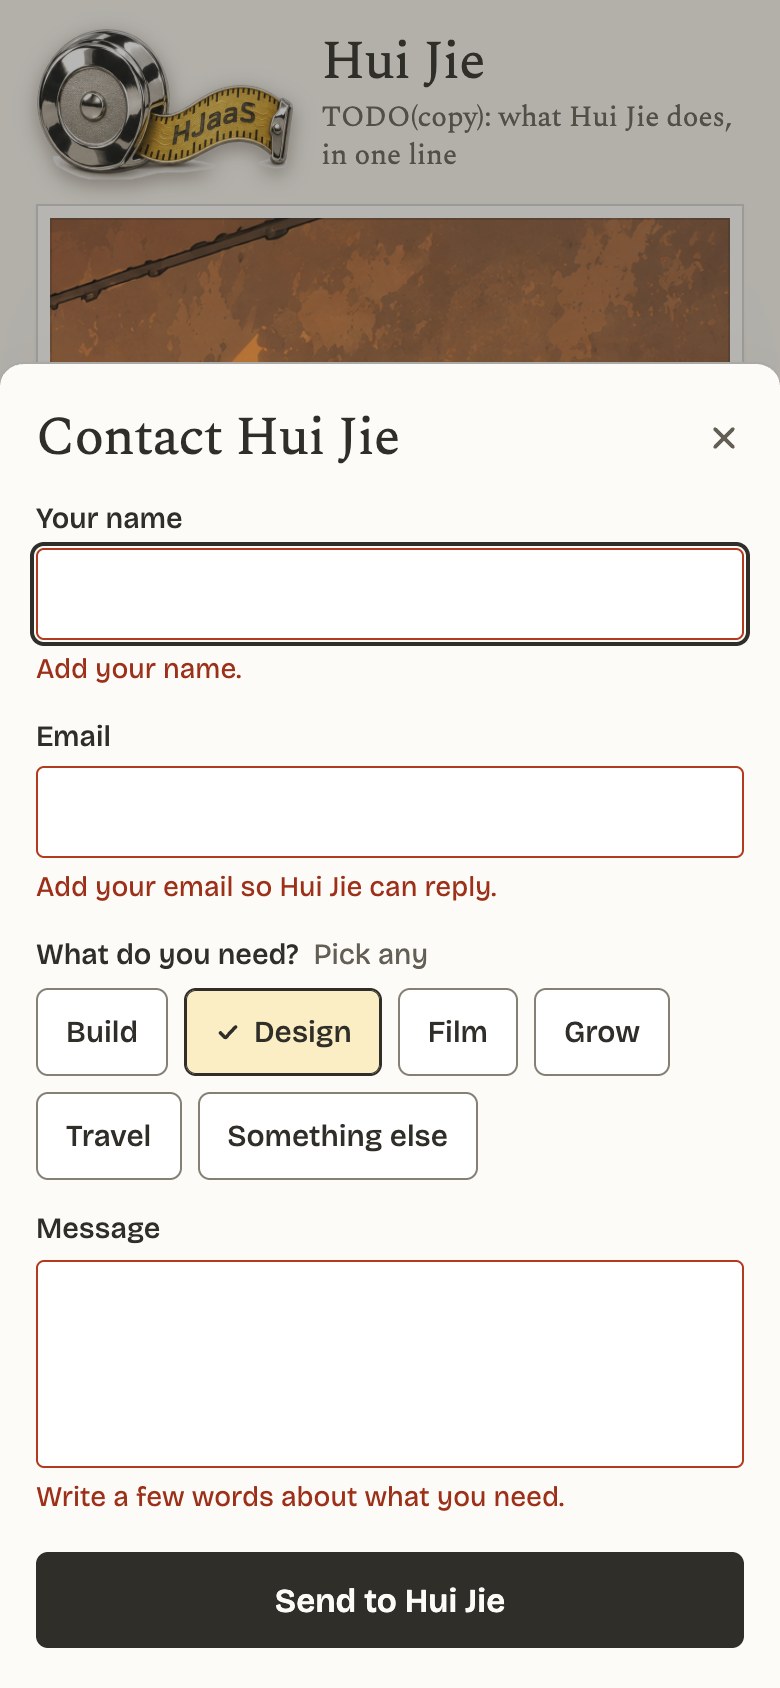 HJaaS
Hui Jie
TODO(copy): what Hui Jie does,
in one line
Contact Hui Jie
Your name
Add your name.
Email
Add your email so Hui Jie can reply.
What do you need? Pick any
Build
Design
Film
Grow
Travel
Something else
Message
Write a few words about what you need.
Send to Hui Jie